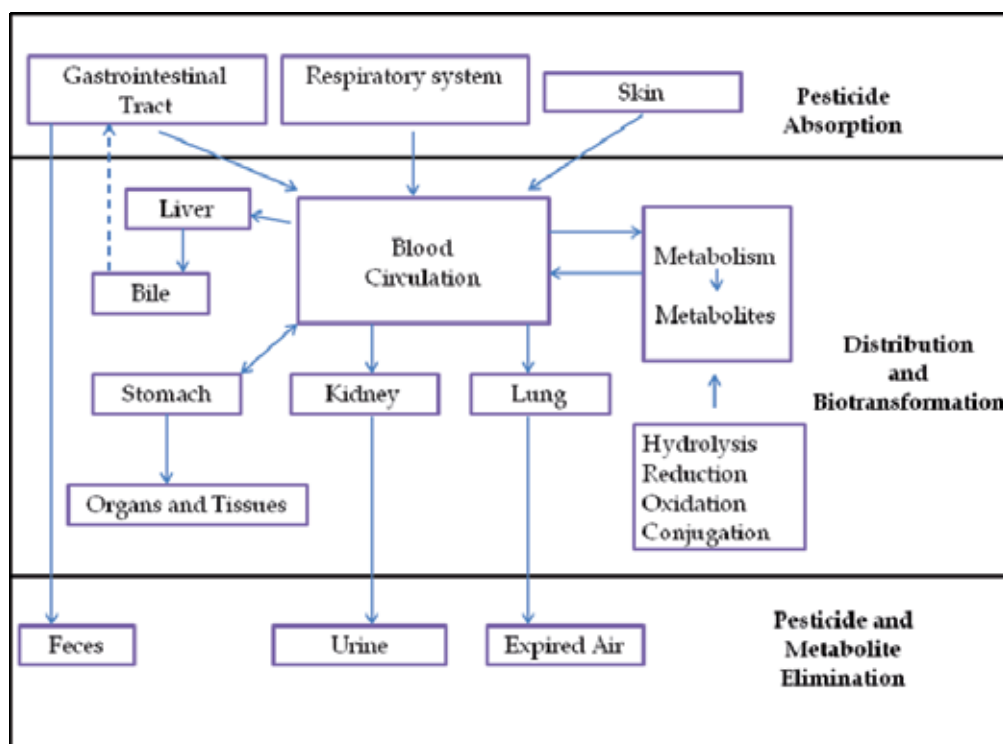 Gastrointestinal
Tract
Respiratory system
Skin
Pesticide
Absorption
Liver
Bile
Blood
Circulation
Metabolism
Metabolites
Stomach
Kidney
Lung
Distribution
and
Biotransformation
Hydrolysis
Reduction
Oxidation
Conjugation
Organs and Tissues
Feces
Urine
Expired Air
Pesticide and
Metabolite
Elimination